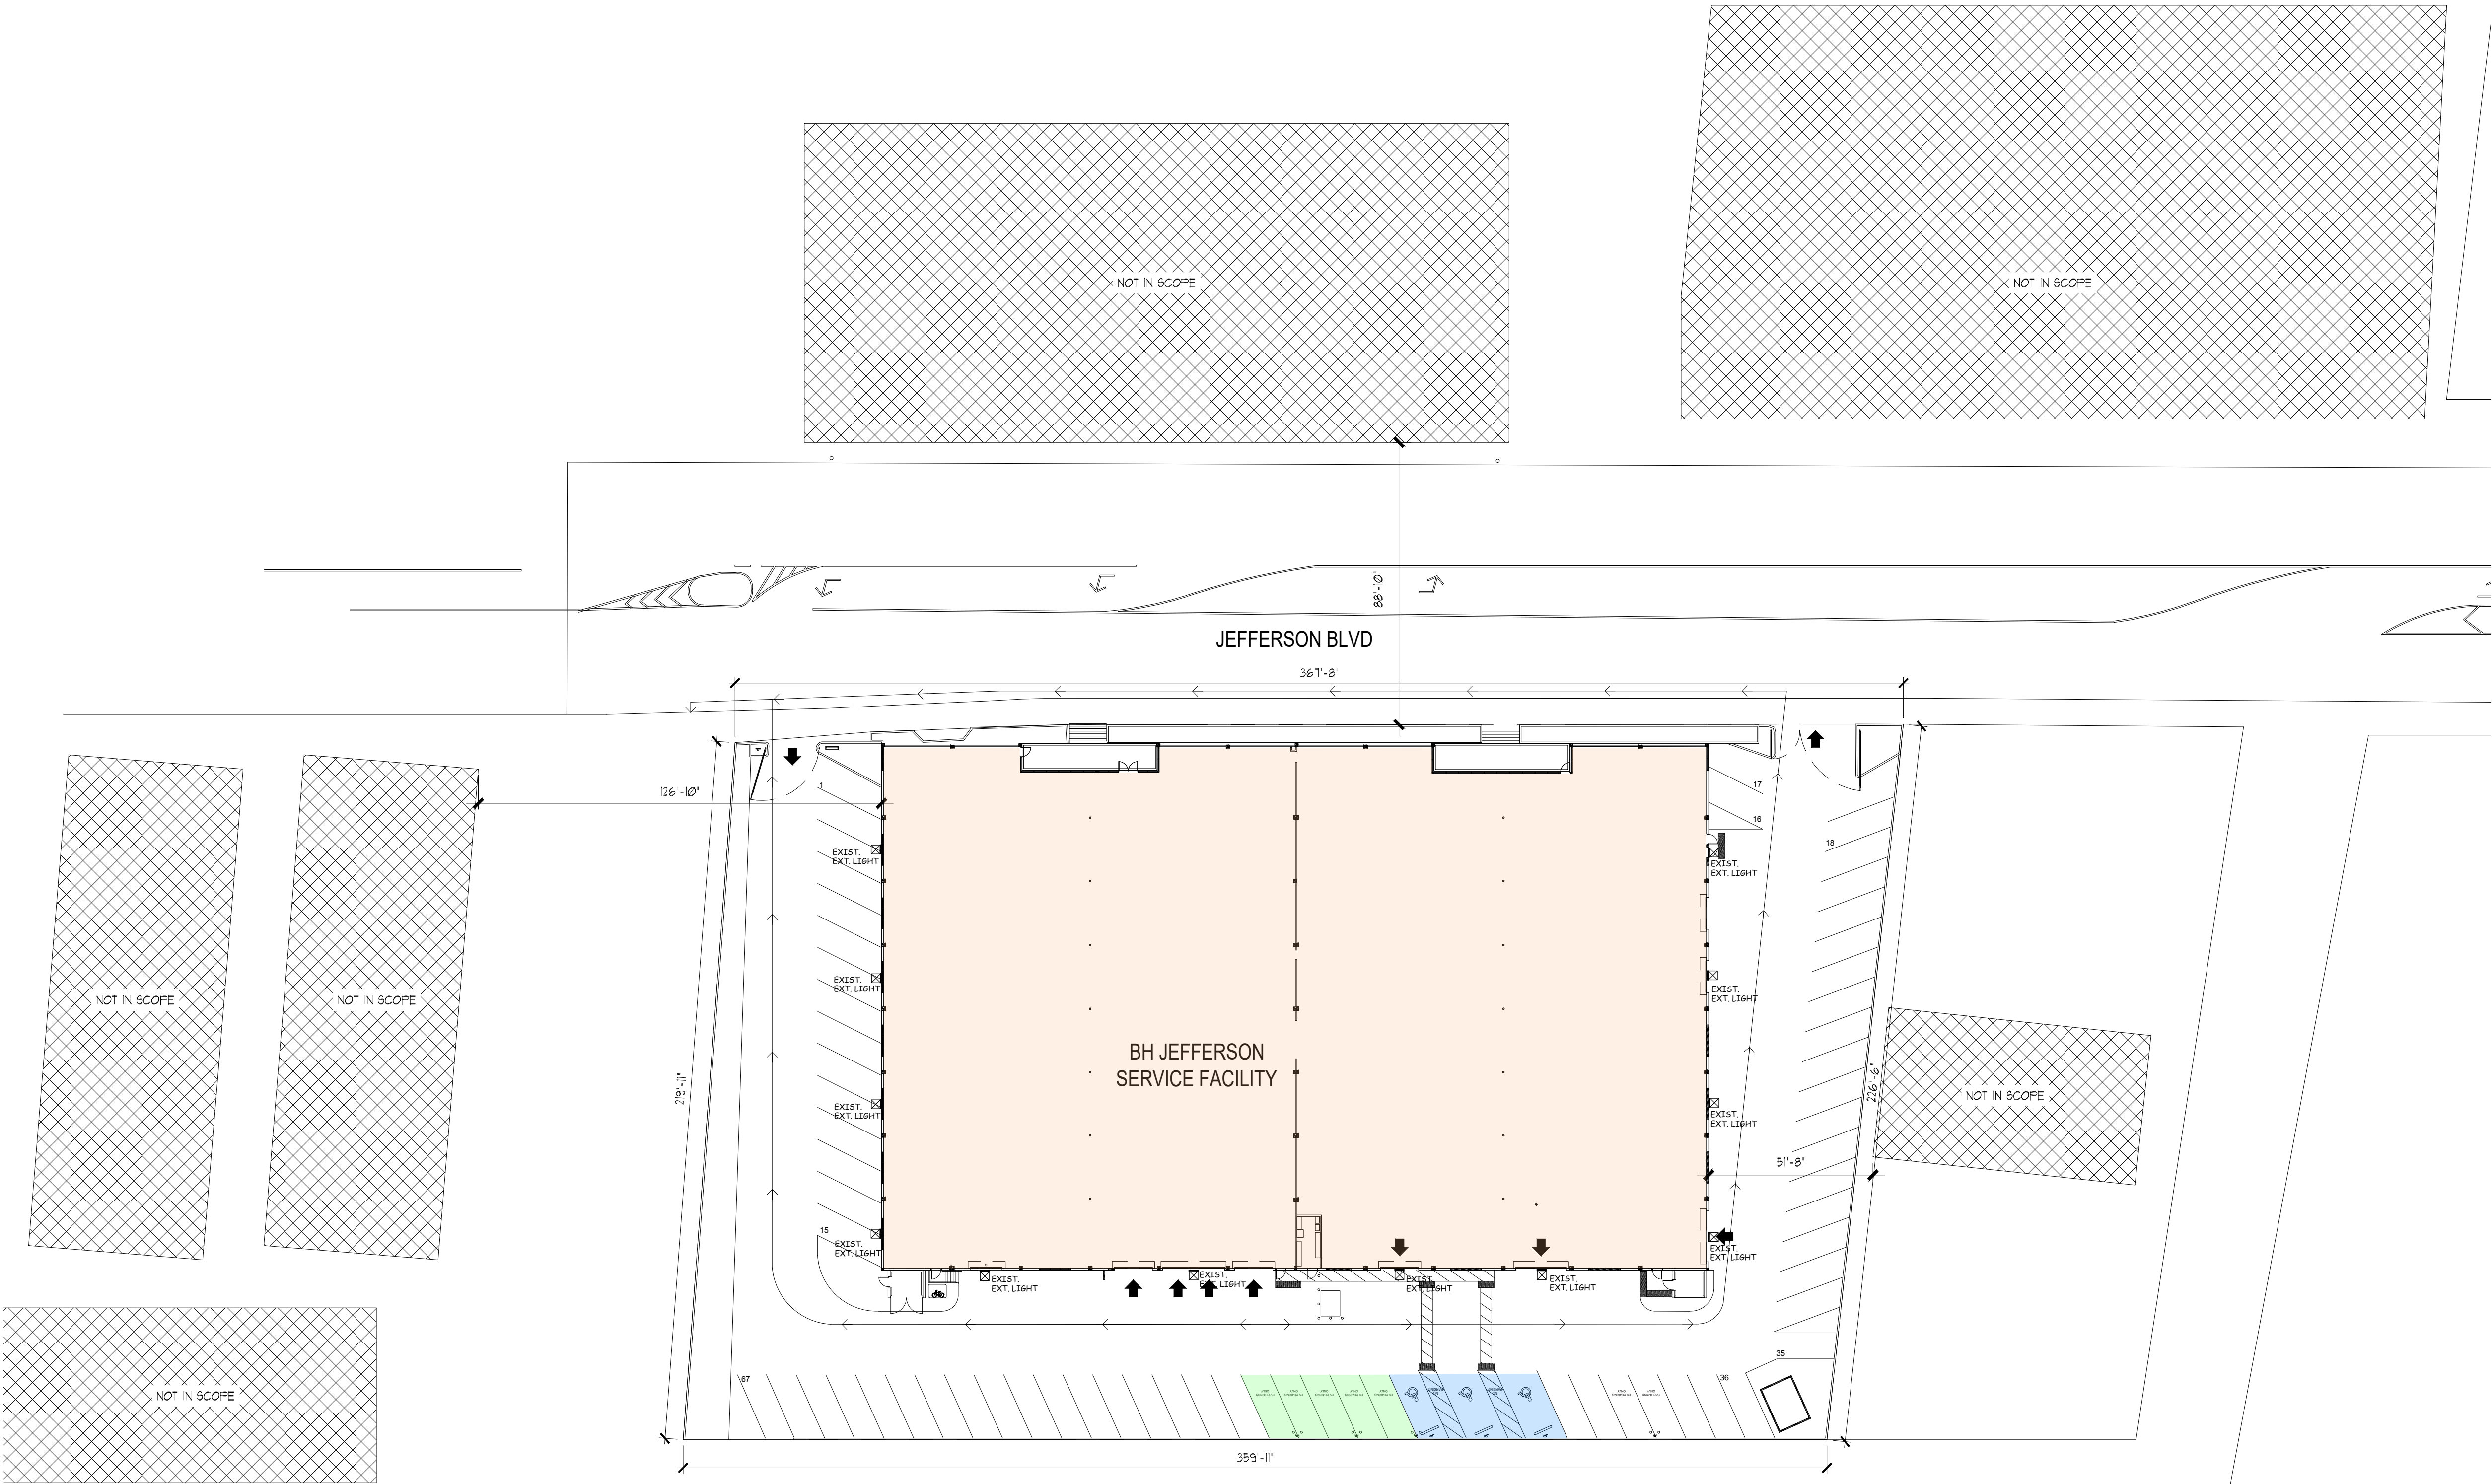 NOT IN SCOPE
NOT IN SCOPE
88'-10"
JEFFERSON BLVD
367'-8"
126'-10"
1
17
16
18
EXIST.
EXT. LIGHT
EXIST.
EXT. LIGHT
NOT IN SCOPE
NOT IN SCOPE
EXIST.
EXT. LIGHT
EXIST.
EXT. LIGHT
BH JEFFERSON
SERVICE FACILITY
219'-11"
226'-6"
NOT IN SCOPE
EXIST.
EXT. LIGHT
EXIST.
EXT. LIGHT
51'-8"
15
EXIST.
EXT. LIGHT
EXIST.
EXT. LIGHT
EXIST.
EXT. LIGHT
EXIST.
EXT. LIGHT
EXIST.
EXT. LIGHT
EXIST.
EXT. LIGHT
35
67
36
NOT IN SCOPE
359'-11"